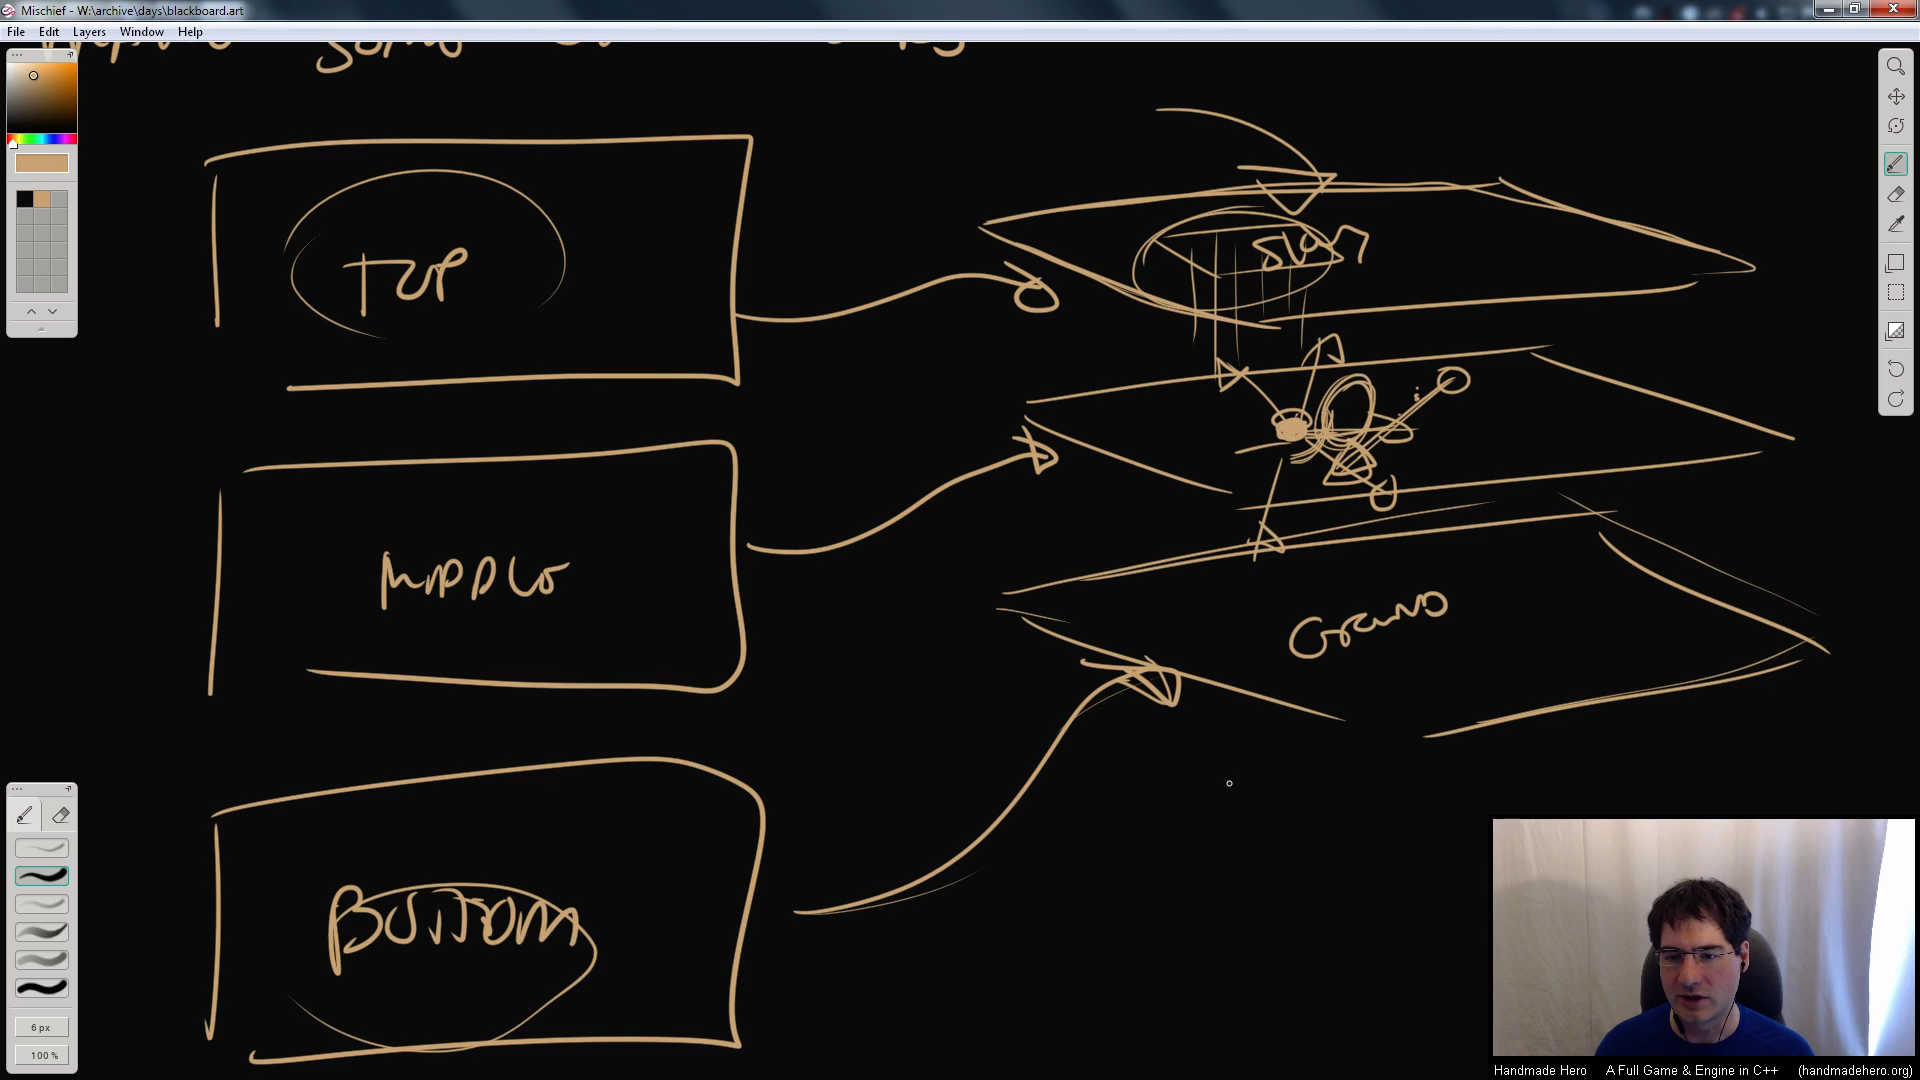 Mischief - W:\archive\days\blackboard.art
File Edit Layers Window Help
TOP
SKY
MIDDLE
GROUND
BOTTOM
6 px
100 %
Handmade Hero A Full Game & Engine in C++ (handmadehero.org)